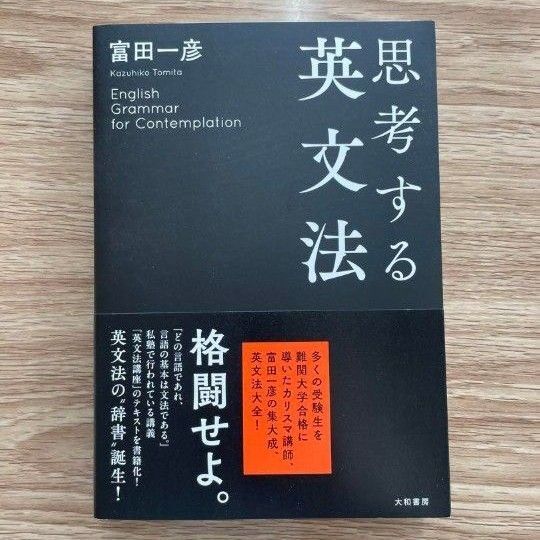 思考する
英文法
富田一彦
Kazuhiko Tomita
English
Grammar
for Contemplation
多くの受験生を
難関大学合格に
導いたカリスマ講師、
富田一彦の集大成、
英文法大全!
格闘せよ。
「どの言語であれ、
言語の基本は文法である。」
私塾で行われている講義
「英文法講座」のテキストを書籍化!
英文法の“辞書”誕生!
大和書房